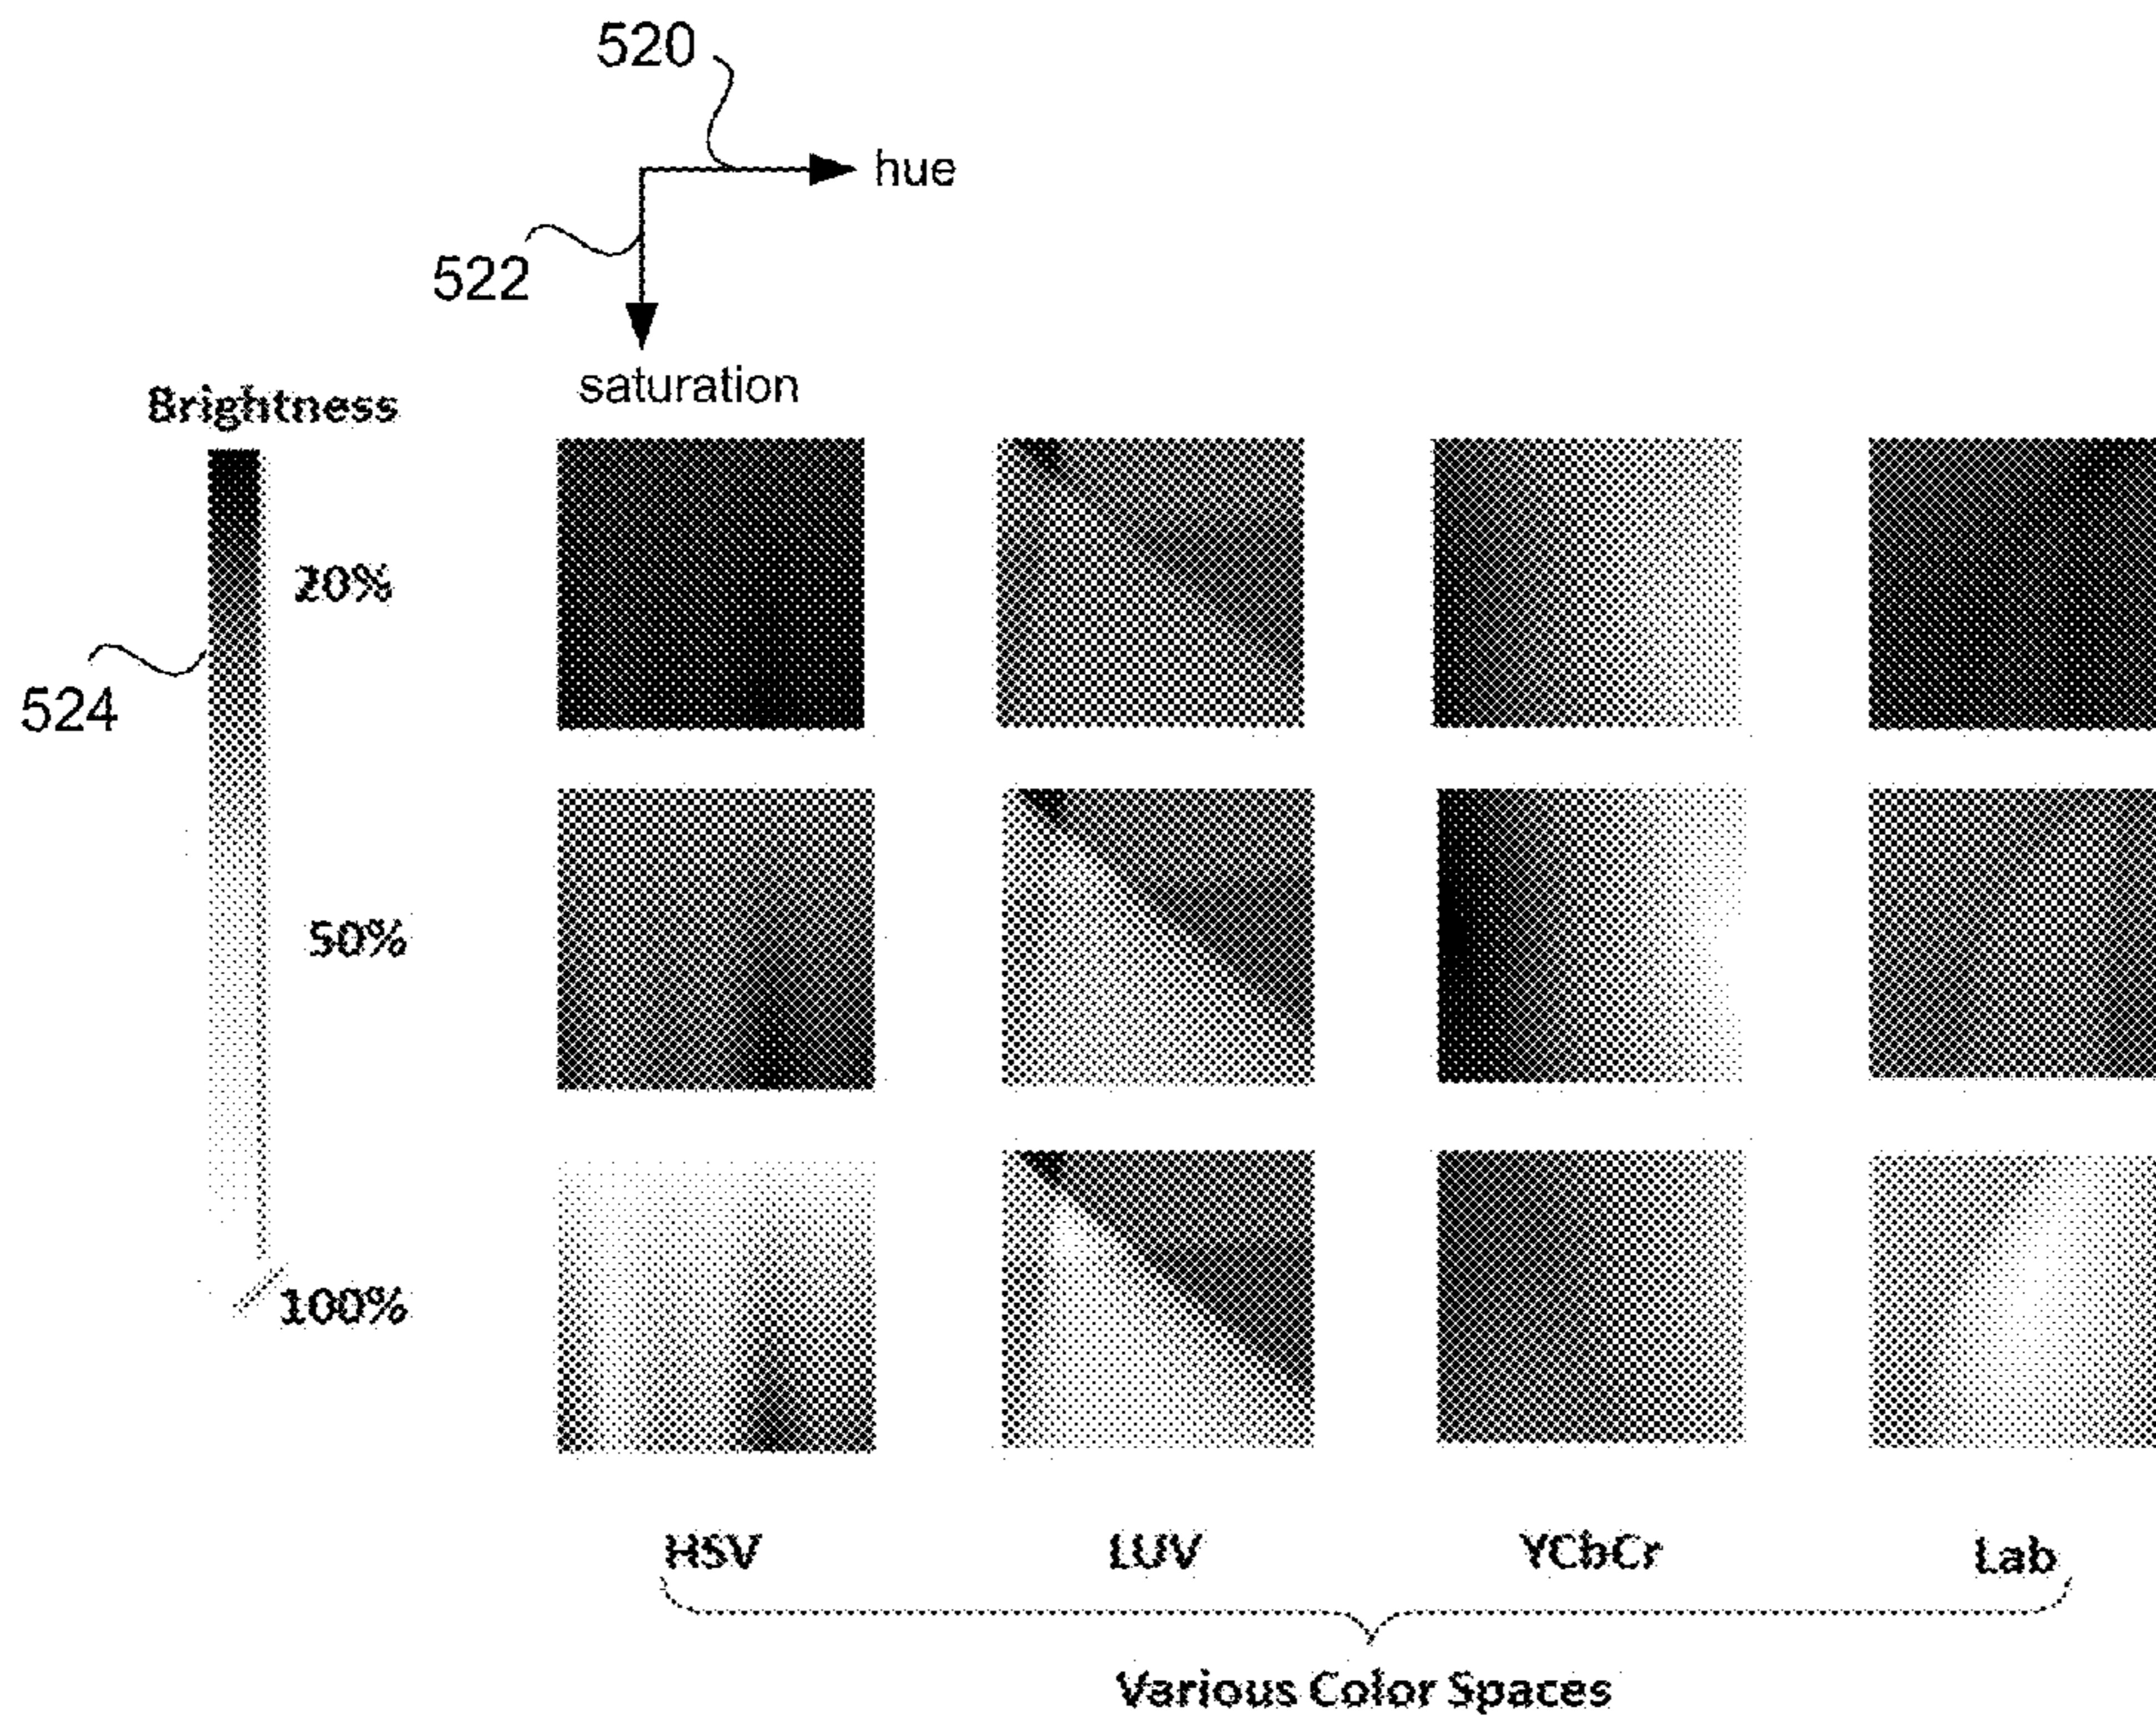 520
hue
522
saturation
Brightness
20%
524
50%
100%
HSV LUV YCbCr Lab
Various Color Spaces